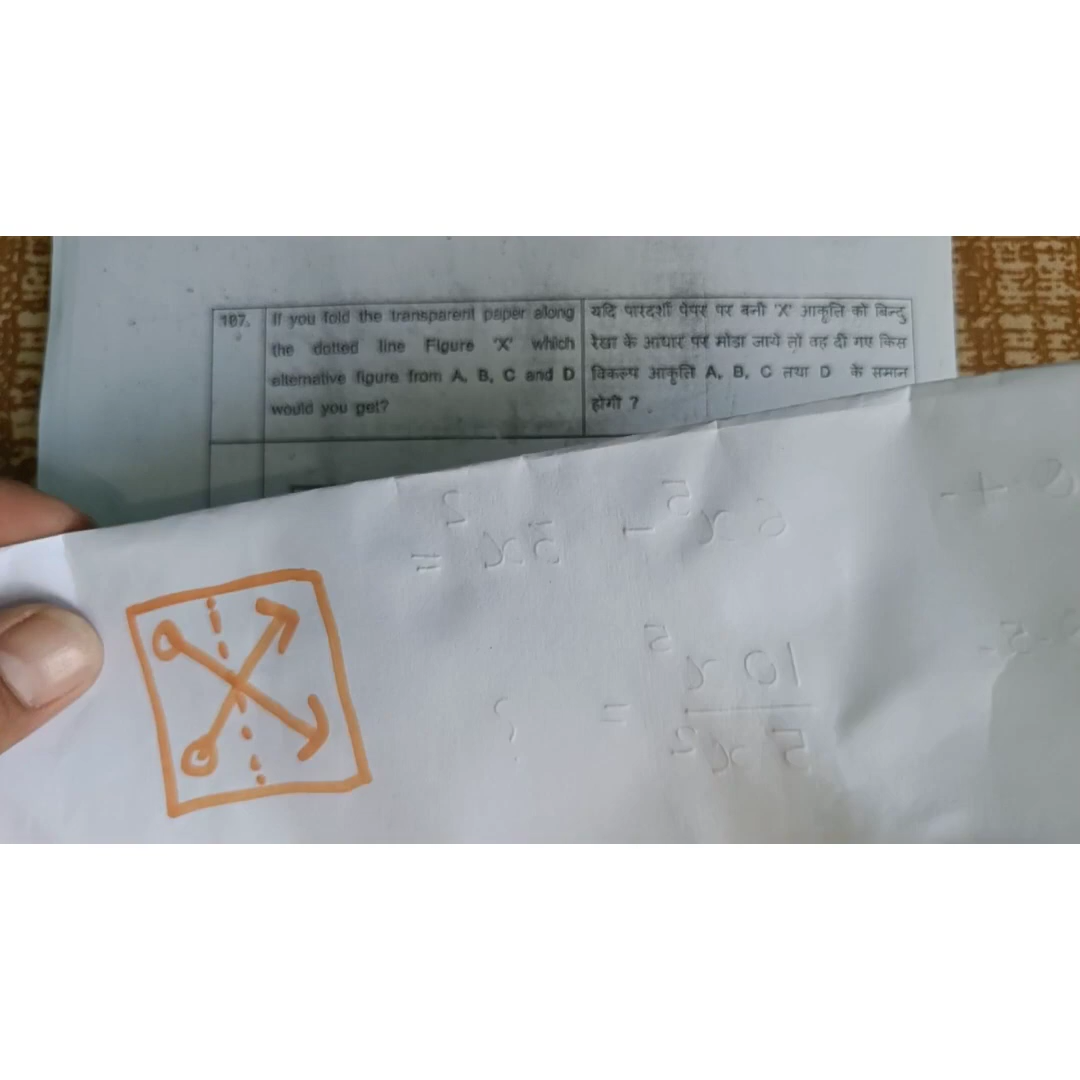 107.
If you fold the transparent paper along
the dotted line Figure 'X' which
alternative figure from A, B, C and D
would you get?
यदि पारदर्शी पेपर पर बनी 'X' आकृति को बिन्दु
रेखा के आधार पर मोडा जाये तो वह दी गए किस
विकल्प आकृति A, B, C तथा D के समान
होगी ?